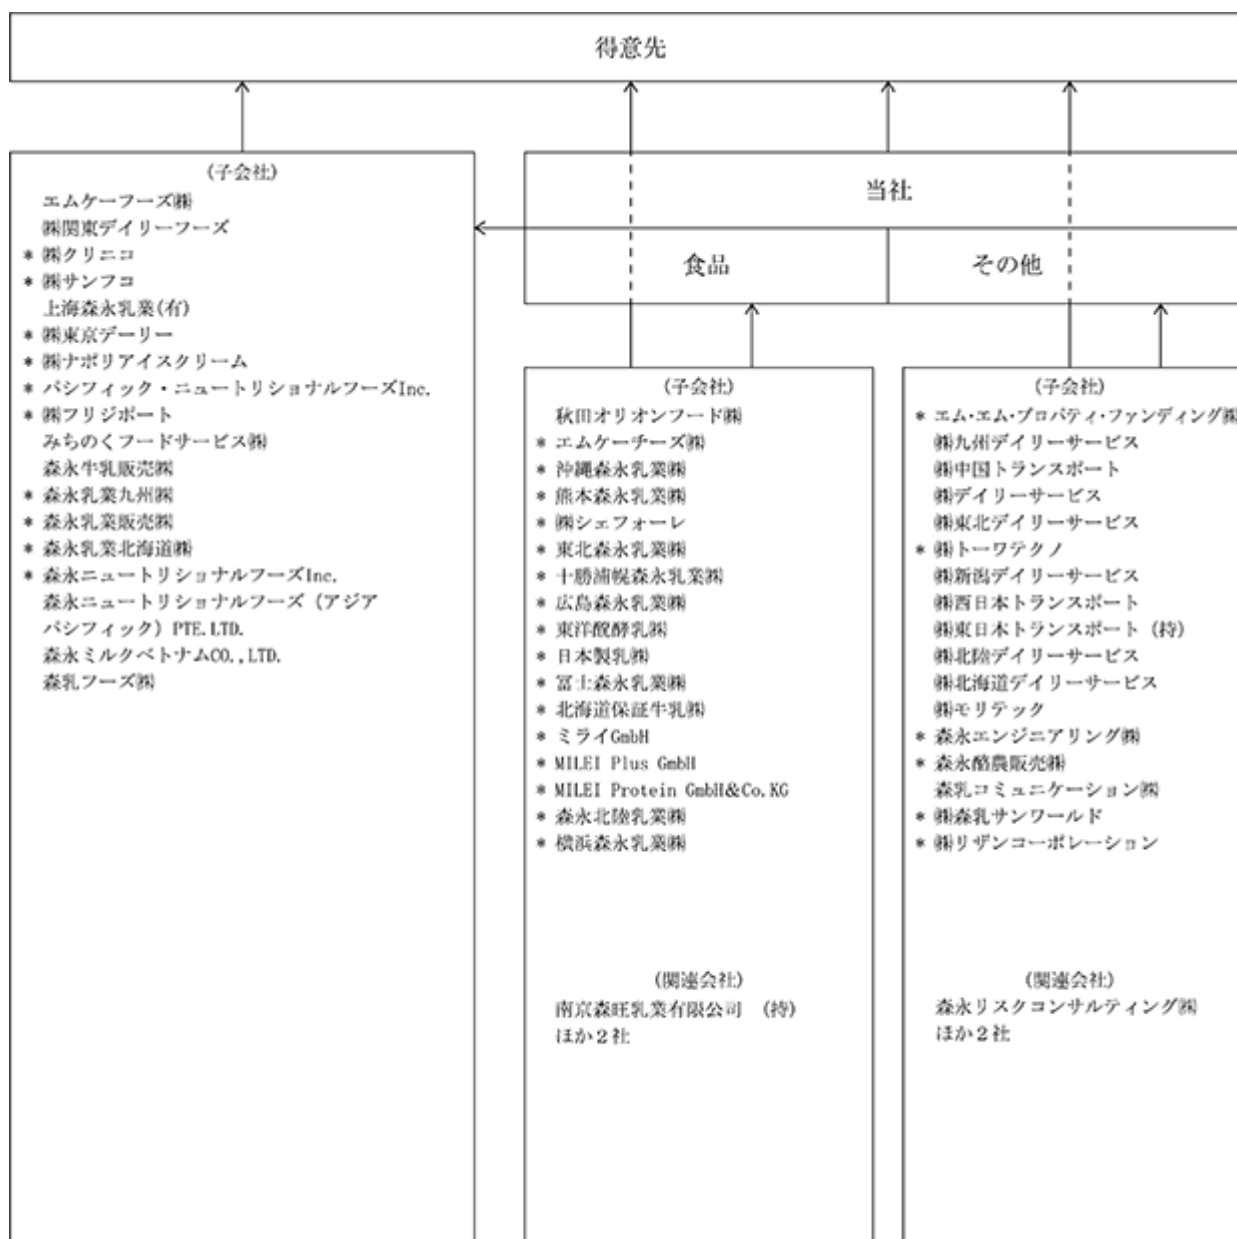 得意先
(子会社)
エムケーフーズ㈱
㈱関東デイリーフーズ
* ㈱クリニコ
* ㈱サンフコ
上海森永乳業(有)
* ㈱東京デーリー
* ㈱ナポリアイスクリーム
* パシフィック・ニュートリショナルフーズInc.
* ㈱フリジポート
みちのくフードサービス㈱
森永牛乳販売㈱
* 森永乳業九州㈱
* 森永乳業販売㈱
* 森永乳業北海道㈱
* 森永ニュートリショナルフーズInc.
森永ニュートリショナルフーズ（アジア
パシフィック）PTE.LTD.
森永ミルクベトナムCO.,LTD.
森乳フーズ㈱
当社
食品
その他
(子会社)
秋田オリオンフード㈱
* エムケーチーズ㈱
* 沖縄森永乳業㈱
* 熊本森永乳業㈱
* ㈱シェフォーレ
* 東北森永乳業㈱
* 十勝浦幌森永乳業㈱
* 広島森永乳業㈱
* 東洋醗酵乳㈱
* 日本製乳㈱
* 冨士森永乳業㈱
* 北海道保証牛乳㈱
* ミライGmbH
* MILEI Plus GmbH
* MILEI Protein GmbH&Co.KG
* 森永北陸乳業㈱
* 横浜森永乳業㈱
(関連会社)
南京森旺乳業有限公司　(持)
ほか２社
(子会社)
* エム・エム・プロパティ・ファンディング㈱
㈱九州デイリーサービス
㈱中国トランスポート
㈱デイリーサービス
㈱東北デイリーサービス
* ㈱トーワテクノ
㈱新潟デイリーサービス
㈱西日本トランスポート
㈱東日本トランスポート（持）
㈱北陸デイリーサービス
㈱北海道デイリーサービス
㈱モリテック
* 森永エンジニアリング㈱
* 森永酪農販売㈱
森乳コミュニケーション㈱
* ㈱森乳サンワールド
* ㈱リザンコーポレーション
(関連会社)
森永リスクコンサルティング㈱
ほか２社